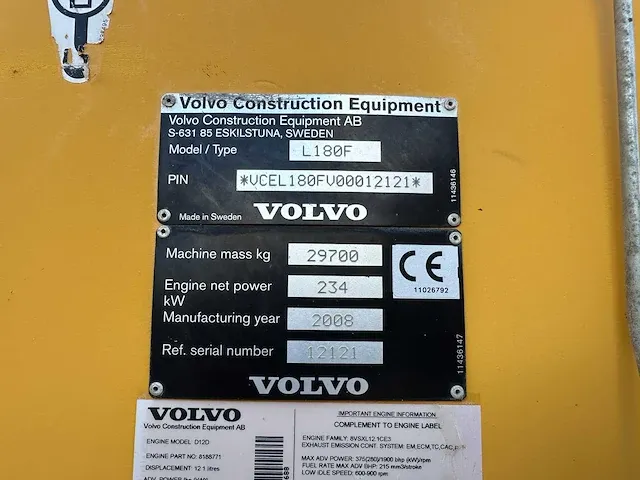 Volvo Construction Equipment
Volvo Construction Equipment AB
S-631 85 ESKILSTUNA, SWEDEN
Model / Type L180F
PIN *VCEL180FV00012121*
11436146
Made in Sweden VOLVO
Machine mass kg 29700
Engine net power kW 234
CE
11026792
Manufacturing year 2008
Ref. serial number 12121
11436147
VOLVO
VOLVO
Volvo Construction Equipment AB
ENGINE MODEL: D12D
ENGINE PART No: 8188771
DISPLACEMENT: 12.1 litres
IMPORTANT ENGINE INFORMATION
COMPLEMENT TO ENGINE LABEL
ENGINE FAMILY: 8VSXL12.1CE3
EXHAUST EMISSION CONT. SYSTEM: EM,ECM,TC,CAC,
MAX ADV POWER: 375(280)/1900 bhp (kW)/rpm
FUEL RATE MAX ADV BHP: 215 mm3/stroke
LOW IDLE SPEED: 600-900 rpm